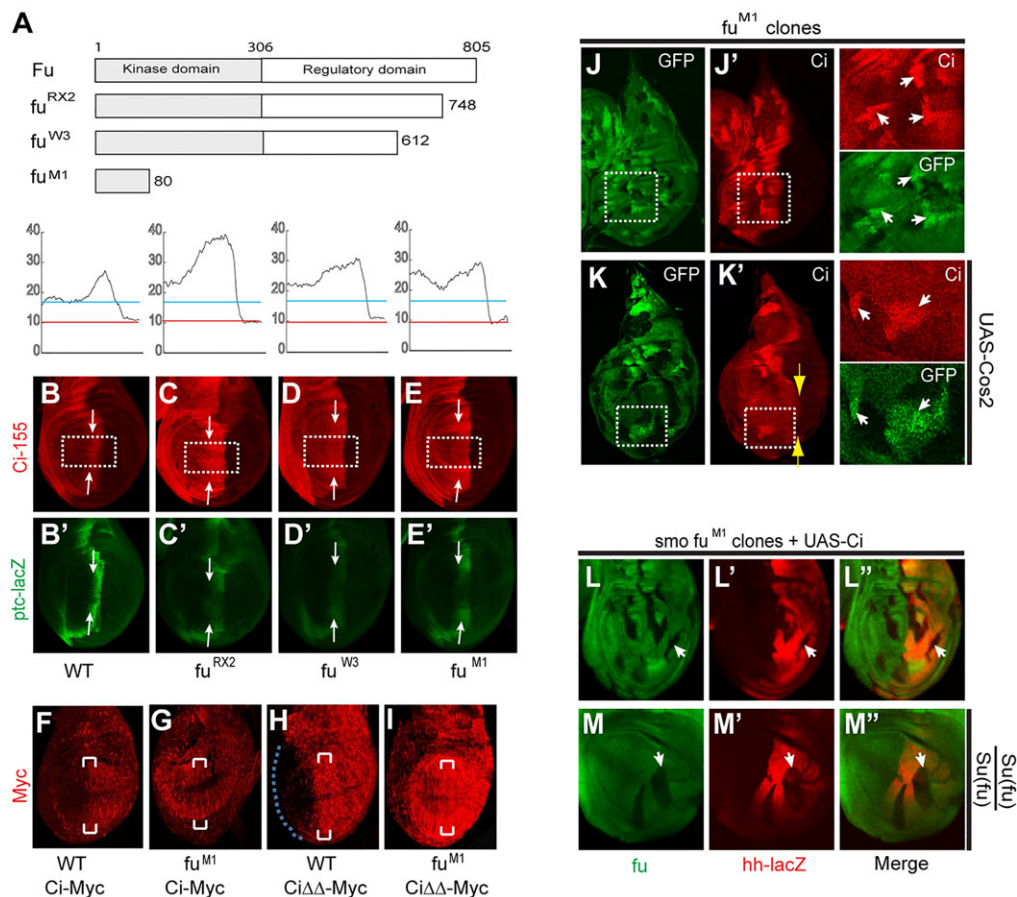 A
1 306 805
Fu Kinase domain Regulatory domain
fu^RX2 748
fu^W3 612
fu^M1 80
40 40 40 40
30 30 30 30
20 20 20 20
10 10 10 10
0 0 0 0
Ci-155
B C D E
ptc-lacZ
B' C' D' E'
WT fu^RX2 fu^W3 fu^M1
Myc
F G H I
WT fu^M1 WT fu^M1
Ci-Myc Ci-Myc Ci∆∆-Myc Ci∆∆-Myc
fu^M1 clones
J GFP J' Ci Ci
GFP
K GFP K' Ci Ci
GFP
UAS-Cos2
smo fu^M1 clones + UAS-Ci
L L' L"
M M' M"
Su(fu)
Su(fu)
fu hh-lacZ Merge